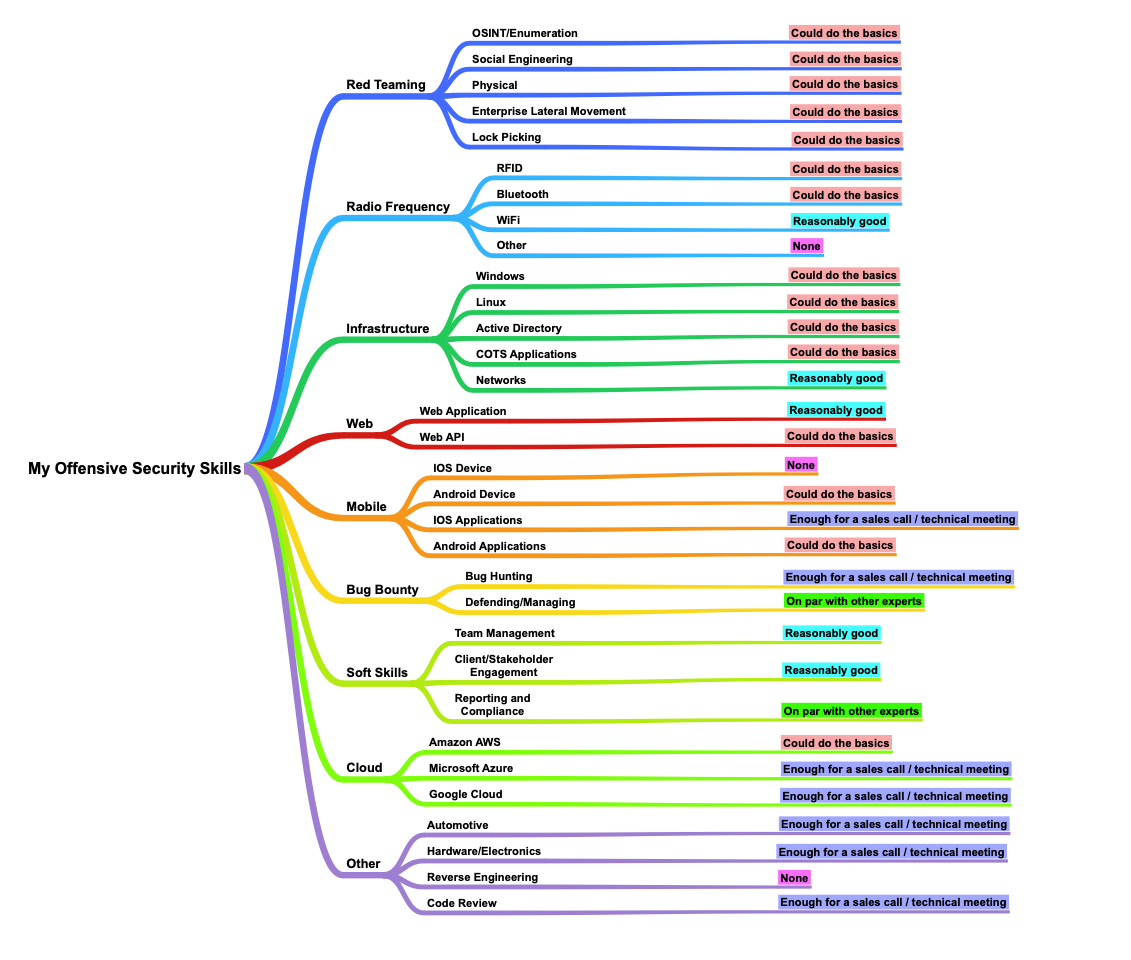 My Offensive Security Skills
Red Teaming
OSINT/Enumeration
Could do the basics
Social Engineering
Could do the basics
Physical
Could do the basics
Enterprise Lateral Movement
Could do the basics
Lock Picking
Could do the basics
Radio Frequency
RFID
Could do the basics
Bluetooth
Could do the basics
WiFi
Reasonably good
Other
None
Infrastructure
Windows
Could do the basics
Linux
Could do the basics
Active Directory
Could do the basics
COTS Applications
Could do the basics
Networks
Reasonably good
Web
Web Application
Reasonably good
Web API
Could do the basics
Mobile
IOS Device
None
Android Device
Could do the basics
IOS Applications
Enough for a sales call / technical meeting
Android Applications
Could do the basics
Bug Bounty
Bug Hunting
Enough for a sales call / technical meeting
Defending/Managing
On par with other experts
Soft Skills
Team Management
Reasonably good
Client/Stakeholder
Engagement
Reasonably good
Reporting and
Compliance
On par with other experts
Cloud
Amazon AWS
Could do the basics
Microsoft Azure
Enough for a sales call / technical meeting
Google Cloud
Enough for a sales call / technical meeting
Other
Automotive
Enough for a sales call / technical meeting
Hardware/Electronics
Enough for a sales call / technical meeting
Reverse Engineering
None
Code Review
Enough for a sales call / technical meeting